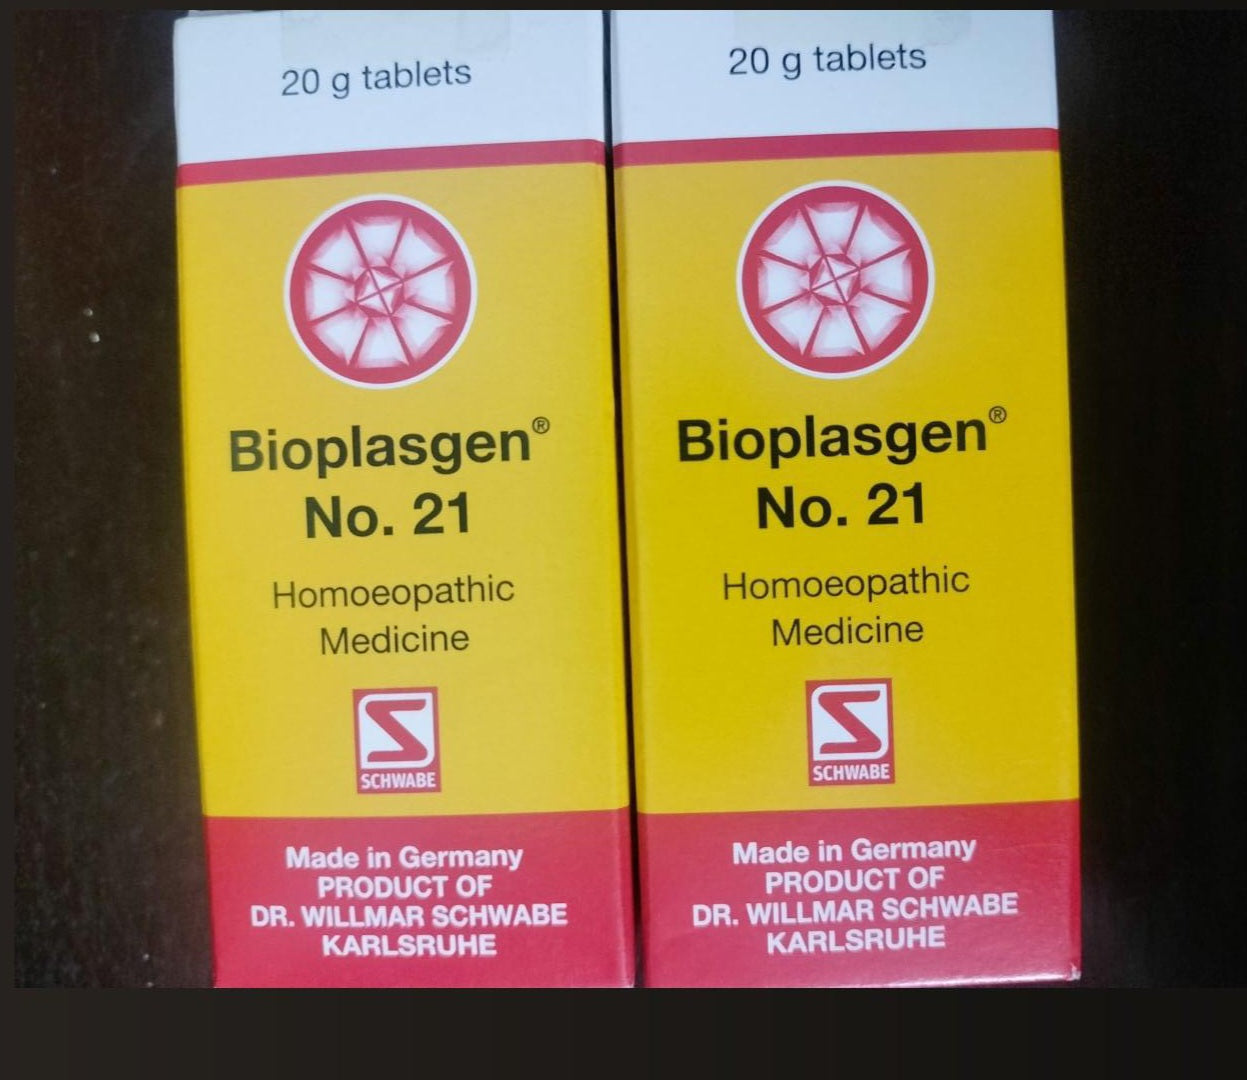 20 g tablets
Bioplasgen®
No. 21
Homoeopathic
Medicine
SCHWABE
Made in Germany
PRODUCT OF
DR. WILLMAR SCHWABE
KARLSRUHE
20 g tablets
Bioplasgen®
No. 21
Homoeopathic
Medicine
SCHWABE
Made in Germany
PRODUCT OF
DR. WILLMAR SCHWABE
KARLSRUHE